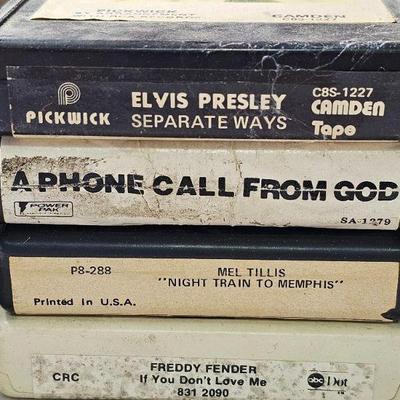 PICKWICK
CAMDEN
PICKWICK
ELVIS PRESLEY
SEPARATE WAYS
C8S-1227
CAMDEN
Tape
A PHONE CALL FROM GOD
POWER
PAK
SA-1279
P8-288
MEL TILLIS
"NIGHT TRAIN TO MEMPHIS"
Printed in U.S.A.
CRC
FREDDY FENDER
If You Don't Love Me
831 2090
abc Dot